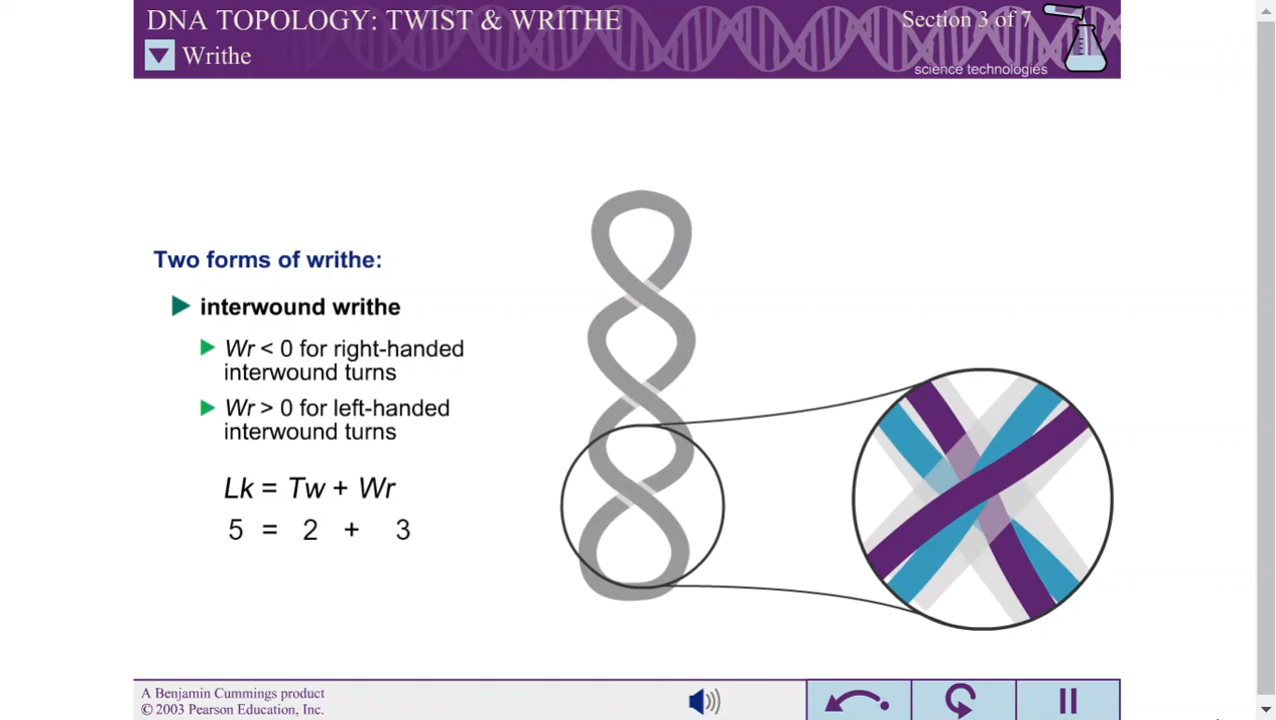 DNA TOPOLOGY: TWIST & WRITHE
Section 3 of 7
Writhe
science technologies
Two forms of writhe:
interwound writhe
Wr < 0 for right-handed
interwound turns
Wr > 0 for left-handed
interwound turns
Lk = Tw + Wr
5 = 2 + 3
A Benjamin Cummings product
© 2003 Pearson Education, Inc.